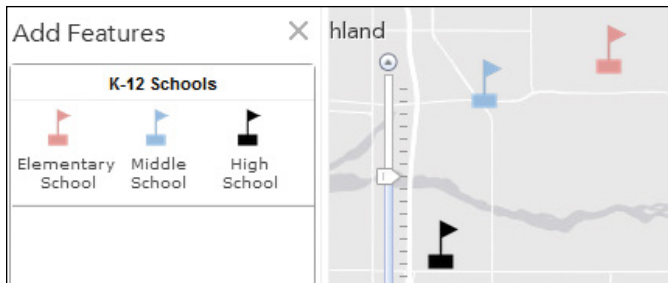 Add Features
hland
K-12 Schools
Elementary School
Middle School
High School